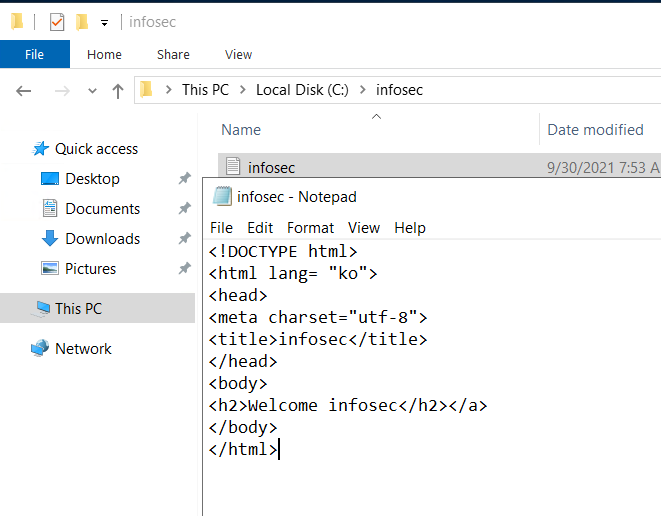 infosec
File Home Share View
This PC Local Disk (C:) infosec
Name Date modified
Quick access
Desktop
Documents
Downloads
Pictures
This PC
Network
infosec 9/30/2021 7:53 A
infosec - Notepad
File Edit Format View Help
<!DOCTYPE html>
<html lang= "ko">
<head>
<meta charset="utf-8">
<title>infosec</title>
</head>
<body>
<h2>Welcome infosec</h2></a>
</body>
</html>